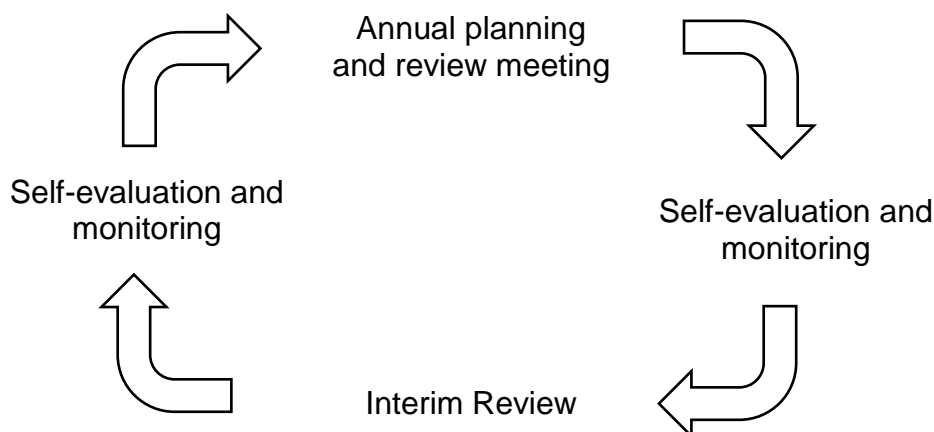 Annual planning
and review meeting
Self-evaluation and
monitoring
Self-evaluation and
monitoring
Interim Review